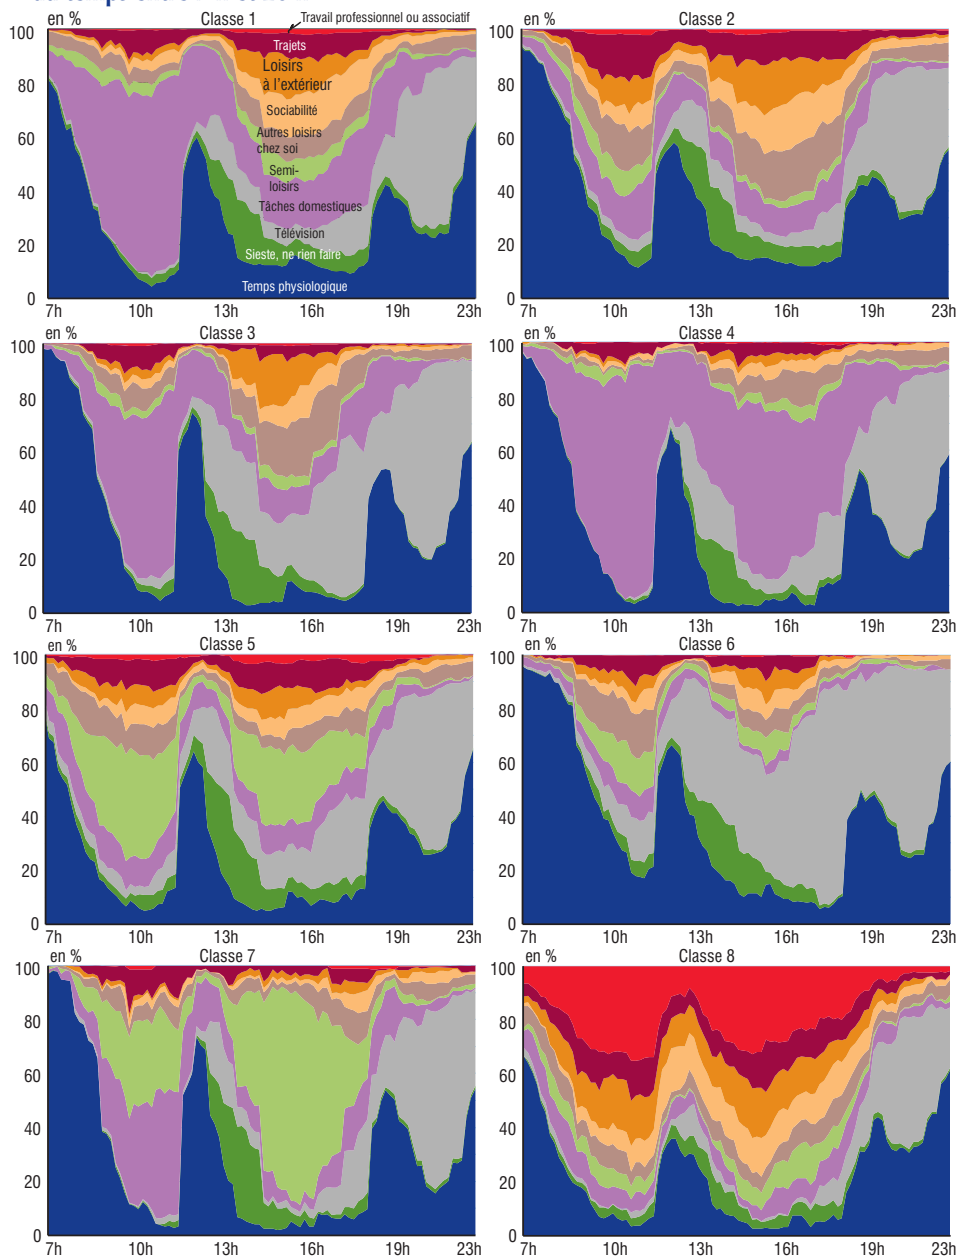 en %
Classe 1
Travail professionnel ou associatif
Classe 2
en %
100
80
60
40
20
0
Trajets
Loisirs
à l'extérieur
Sociabilité
Autres loisirs
chez soi
Semi-
loisirs
Tâches domestiques
Télévision
Sieste, ne rien faire
Temps physiologique
7h 10h 13h 16h 19h 23h
100
80
60
40
20
0
7h 10h 13h 16h 19h 23h
en % Classe 3
100
80
60
40
20
0
7h 10h 13h 16h 19h 23h
en % Classe 4
100
80
60
40
20
0
7h 10h 13h 16h 19h 23h
en % Classe 5
100
80
60
40
20
0
7h 10h 13h 16h 19h 23h
en % Classe 6
100
80
60
40
20
0
7h 10h 13h 16h 19h 23h
en % Classe 7
100
80
60
40
20
0
7h 10h 13h 16h 19h 23h
en % Classe 8
100
80
60
40
20
0
7h 10h 13h 16h 19h 23h